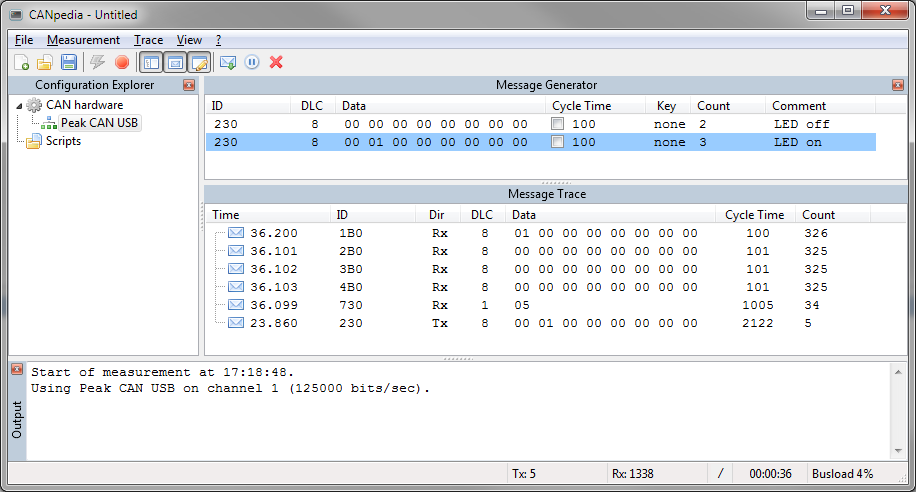 CANpedia - Untitled
File Measurement Trace View ?
Configuration Explorer
CAN hardware
Peak CAN USB
Scripts
Message Generator
ID DLC Data Cycle Time Key Count Comment
230 8 00 00 00 00 00 00 00 00 100 none 2 LED off
230 8 00 01 00 00 00 00 00 00 100 none 3 LED on
Message Trace
Time ID Dir DLC Data Cycle Time Count
36.200 1B0 Rx 8 01 00 00 00 00 00 00 00 100 326
36.101 2B0 Rx 8 00 00 00 00 00 00 00 00 101 325
36.102 3B0 Rx 8 00 00 00 00 00 00 00 00 101 325
36.103 4B0 Rx 8 00 00 00 00 00 00 00 00 101 325
36.099 730 Rx 1 05 1005 34
23.860 230 Tx 8 00 01 00 00 00 00 00 00 2122 5
Output
Start of measurement at 17:18:48.
Using Peak CAN USB on channel 1 (125000 bits/sec).
Tx: 5 Rx: 1338 / 00:00:36 Busload 4%